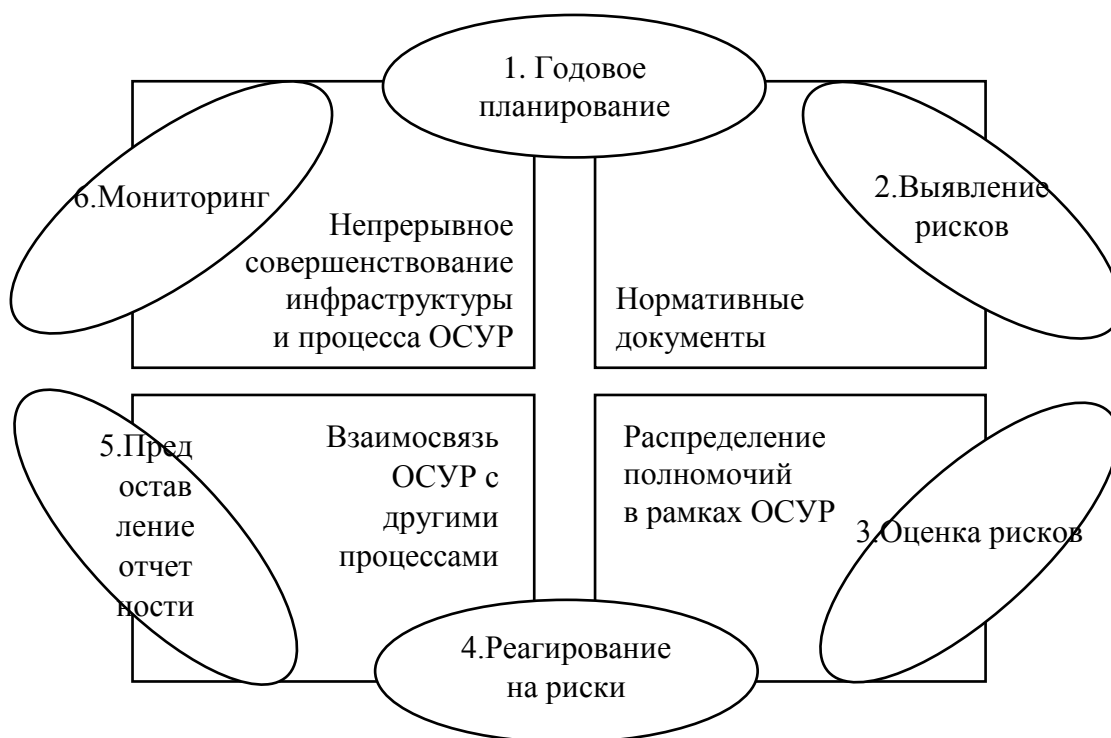 1. Годовое
планирование
6.Мониторинг
2.Выявление
рисков
Непрерывное
совершенствование
инфраструктуры
и процесса ОСУР
Нормативные
документы
5.Пред
остав
ление
отчет
ности
Взаимосвязь
ОСУР с
другими
процессами
Распределение
полномочий
в рамках ОСУР
3.Оценка рисков
4.Реагирование
на риски